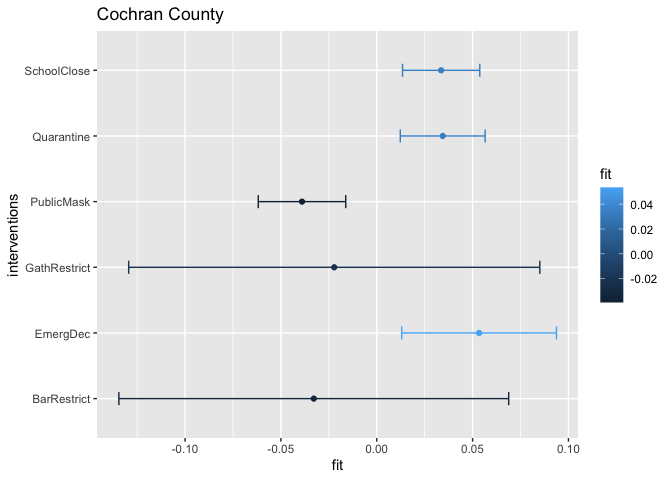 Cochran County
SchoolClose
Quarantine
PublicMask
GathRestrict
EmergDec
BarRestrict
interventions
-0.10
-0.05
0.00
0.05
0.10
fit
fit
0.04
0.02
0.00
-0.02